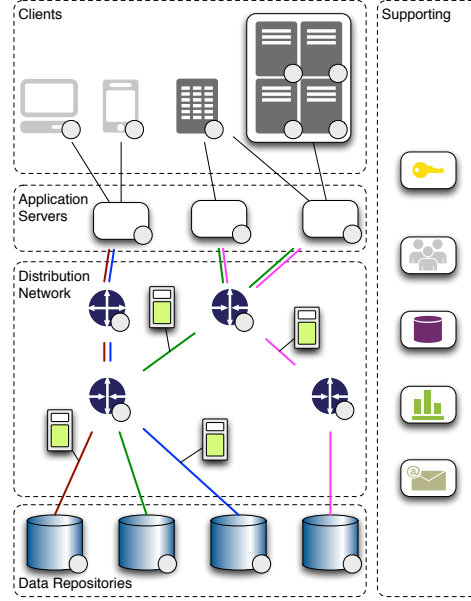 Clients
Supporting
Application
Servers
Distribution
Network
@
Data Repositories